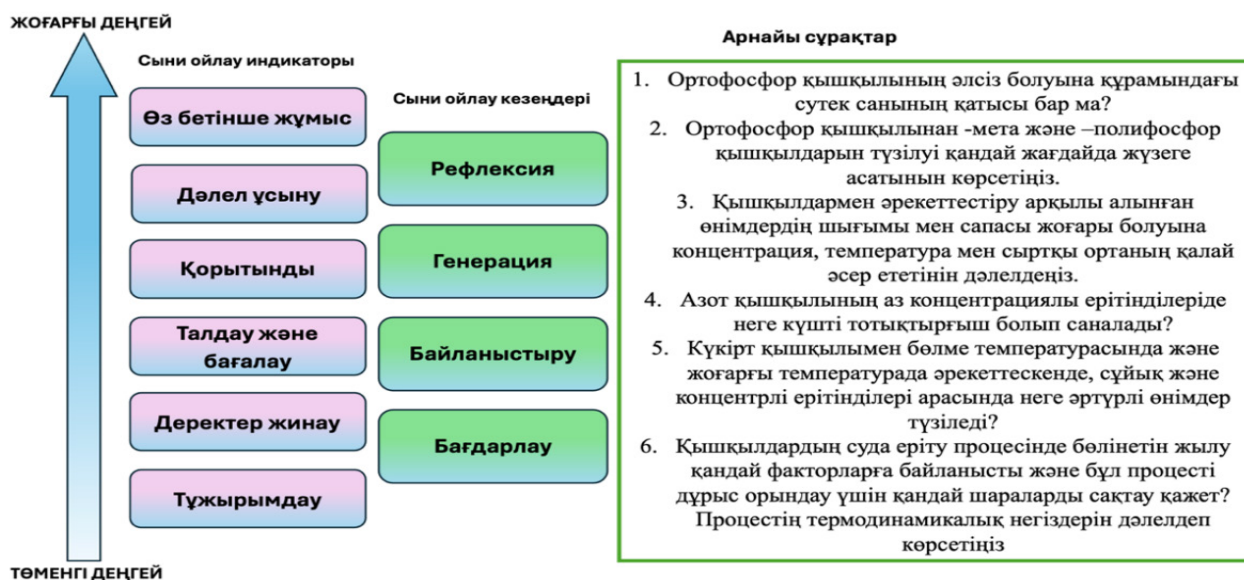 ЖОҒАРҒЫ ДЕҢГЕЙ
Сыни ойлау индикаторы
Өз бетінше жұмыс
Дәлел ұсыну
Қорытынды
Талдау және
бағалау
Деректер жинау
Тұжырымдау
ТӨМЕНГІ ДЕҢГЕЙ
Сыни ойлау кезеңдері
Рефлексия
Генерация
Байланыстыру
Бағдарлау
Арнайы сұрақтар
1. Ортофосфор қышқылының әлсіз болуына құрамындағы
сутек санының қатысы бар ма?
2. Ортофосфор қышқылынан -мета және –полифосфор
қышқылдарын түзілуі қандай жағдайда жүзеге
асатынын көрсетіңіз.
3. Қышқылдармен әрекеттестіру арқылы алынған
өнімдердің шығымы мен сапасы жоғары болуына
концентрация, температура мен сыртқы ортаның қалай
әсер ететінін дәлелдеңіз.
4. Азот қышқылының аз концентрациялы ерітінділеріде
неге күшті тотықтырғыш болып саналады?
5. Күкірт қышқылымен бөлме температурасында және
жоғарғы температурада әрекеттескенде, сұйық және
концентрлі ерітінділері арасында неге әртүрлі өнімдер
түзіледі?
6. Қышқылдардың суда еріту процесінде бөлінетін жылу
қандай факторларға байланысты және бұл процесті
дұрыс орындау үшін қандай шараларды сақтау қажет?
Процестің термодинамикалық негіздерін дәлелдеп
көрсетіңіз